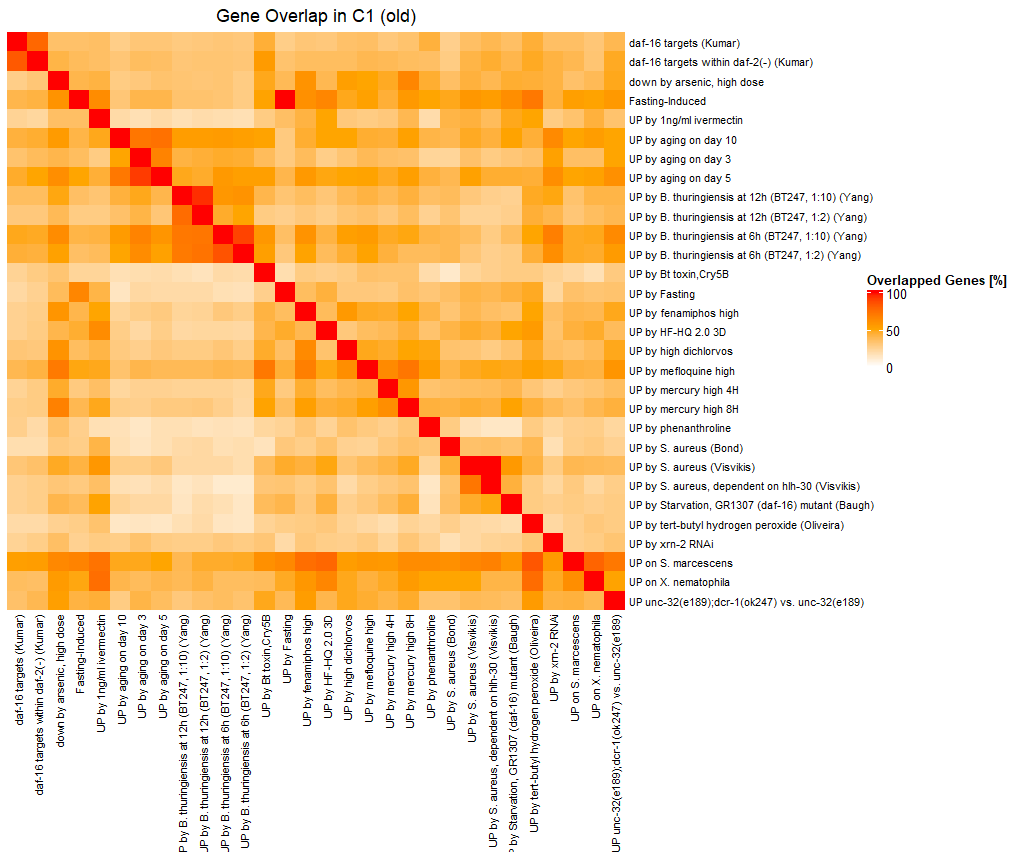 Gene Overlap in C1 (old)
daf-16 targets (Kumar)
daf-16 targets within daf-2(-) (Kumar)
down by arsenic, high dose
Fasting-Induced
UP by 1ng/ml ivermectin
UP by aging on day 10
UP by aging on day 3
UP by aging on day 5
UP by B. thuringiensis at 12h (BT247, 1:10) (Yang)
UP by B. thuringiensis at 12h (BT247, 1:2) (Yang)
UP by B. thuringiensis at 6h (BT247, 1:10) (Yang)
UP by B. thuringiensis at 6h (BT247, 1:2) (Yang)
UP by Bt toxin,Cry5B
UP by Fasting
UP by fenamiphos high
UP by HF-HQ 2.0 3D
UP by high dichlorvos
UP by mefloquine high
UP by mercury high 4H
UP by mercury high 8H
UP by phenanthroline
UP by S. aureus (Bond)
UP by S. aureus (Visvikis)
UP by S. aureus, dependent on hlh-30 (Visvikis)
UP by Starvation, GR1307 (daf-16) mutant (Baugh)
UP by tert-butyl hydrogen peroxide (Oliveira)
UP by xrn-2 RNAi
UP on S. marcescens
UP on X. nematophila
UP unc-32(e189);dcr-1(ok247) vs. unc-32(e189)
Overlapped Genes [%]
100
50
0
daf-16 targets (Kumar)
daf-16 targets within daf-2(-) (Kumar)
down by arsenic, high dose
Fasting-Induced
UP by 1ng/ml ivermectin
UP by aging on day 10
UP by aging on day 3
UP by aging on day 5
P by B. thuringiensis at 12h (BT247, 1:10) (Yang)
UP by B. thuringiensis at 12h (BT247, 1:2) (Yang)
UP by B. thuringiensis at 6h (BT247, 1:10) (Yang)
UP by B. thuringiensis at 6h (BT247, 1:2) (Yang)
UP by Bt toxin,Cry5B
UP by Fasting
UP by fenamiphos high
UP by HF-HQ 2.0 3D
UP by high dichlorvos
UP by mefloquine high
UP by mercury high 4H
UP by mercury high 8H
UP by phenanthroline
UP by S. aureus (Bond)
UP by S. aureus (Visvikis)
UP by S. aureus, dependent on hlh-30 (Visvikis)
P by Starvation, GR1307 (daf-16) mutant (Baugh)
UP by tert-butyl hydrogen peroxide (Oliveira)
UP by xrn-2 RNAi
UP on S. marcescens
UP on X. nematophila
UP unc-32(e189);dcr-1(ok247) vs. unc-32(e189)